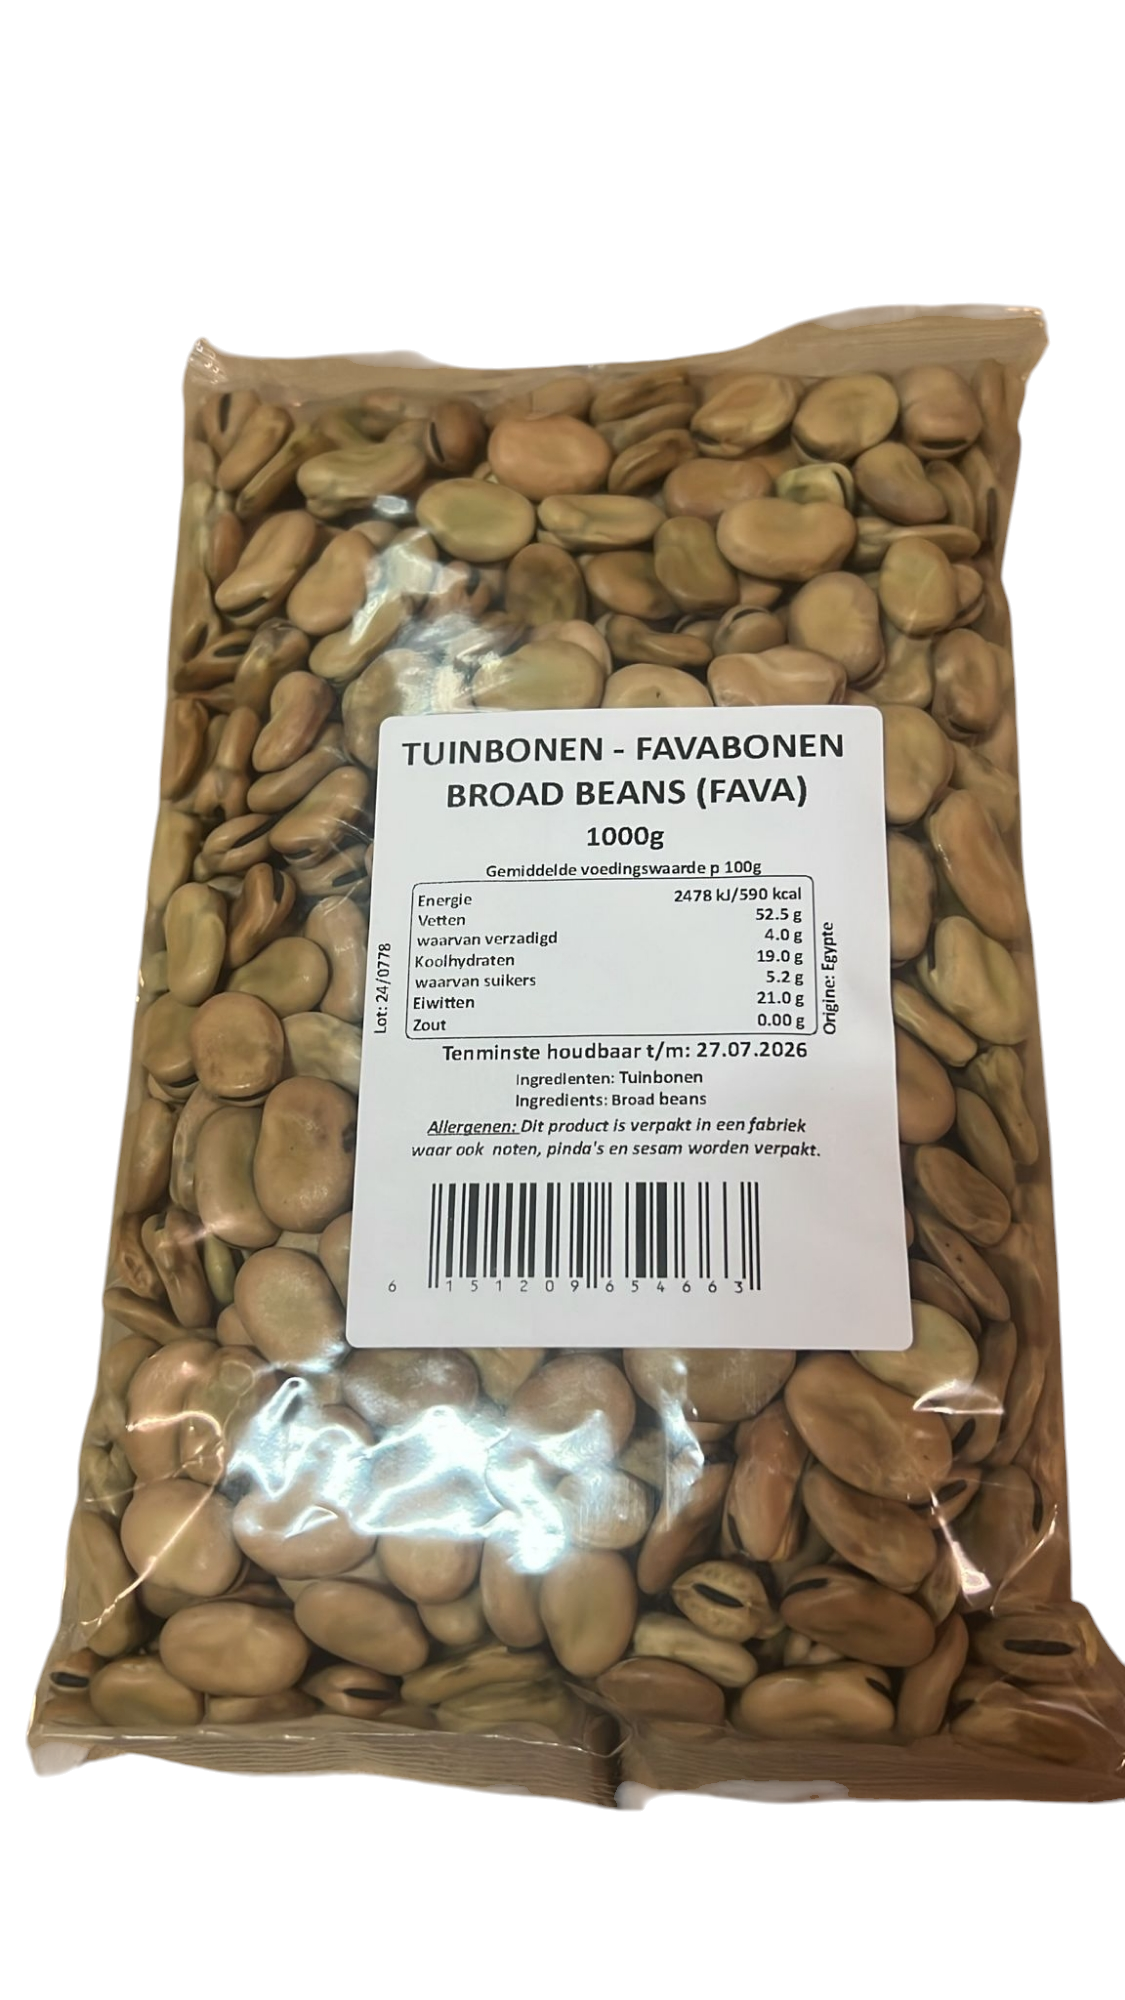 TUINBONEN - FAVABONEN
BROAD BEANS (FAVA)
1000g
Gemiddelde voedingswaarde p 100g
Energie 2478 kJ/590 kcal
Vetten 52.5 g
waarvan verzadigd 4.0 g
Koolhydraten 19.0 g
waarvan suikers 5.2 g
Eiwitten 21.0 g
Zout 0.00 g
Lot: 24/0778
Origine: Egypte
Tenminste houdbaar t/m: 27.07.2026
Ingredienten: Tuinbonen
Ingredients: Broad beans
Allergenen: Dit product is verpakt in een fabriek
waar ook noten, pinda's en sesam worden verpakt.
6 151209 654663